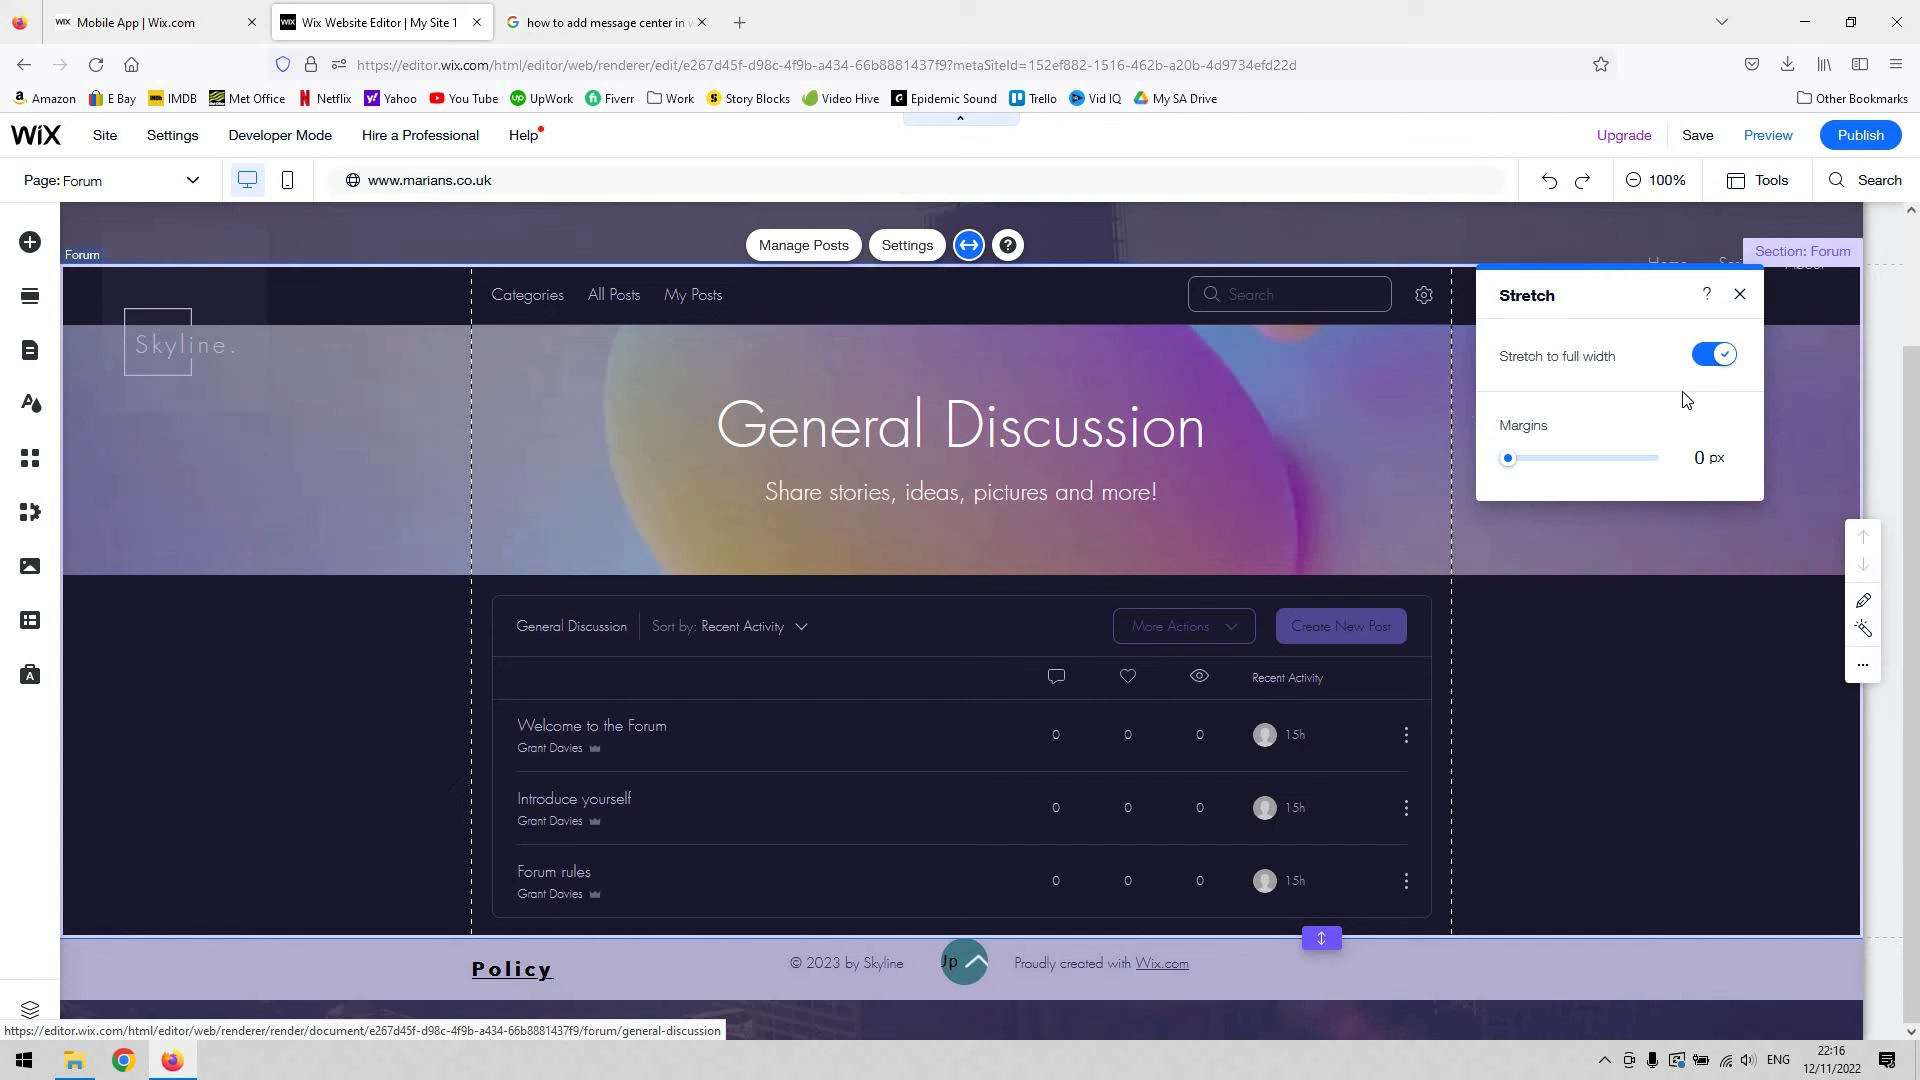 Mobile App | Wix.com
Wix Website Editor | My Site 1
how to add message center in w
https://editor.wix.com/html/editor/web/renderer/edit/e267d45f-d98c-4f9b-a434-66b8881437f9?metaSiteId=152ef882-1516-462b-a20b-4d9734efd22d
Amazon E Bay IMDB Met Office Netflix Yahoo You Tube UpWork Fiverr Work Story Blocks Video Hive Epidemic Sound Trello Vid IQ My SA Drive Other Bookmarks
WIX Site Settings Developer Mode Hire a Professional Help Upgrade Save Preview Publish
Page: Forum www.marians.co.uk 100% Tools Search
Manage Posts Settings
Forum Section: Forum
Home About
Categories All Posts My Posts Search
Stretch
Skyline.
Stretch to full width
General Discussion
Margins
0 px
Share stories, ideas, pictures and more!
General Discussion Sort by: Recent Activity More Actions Create New Post
Recent Activity
Welcome to the Forum
Grant Davies
0 0 0 15h
Introduce yourself
Grant Davies
0 0 0 15h
Forum rules
Grant Davies
0 0 0 15h
Policy © 2023 by Skyline Up Proudly created with Wix.com
https://editor.wix.com/html/editor/web/renderer/render/document/e267d45f-d98c-4f9b-a434-66b8881437f9/forum/general-discussion
ENG
22:16
12/11/2022